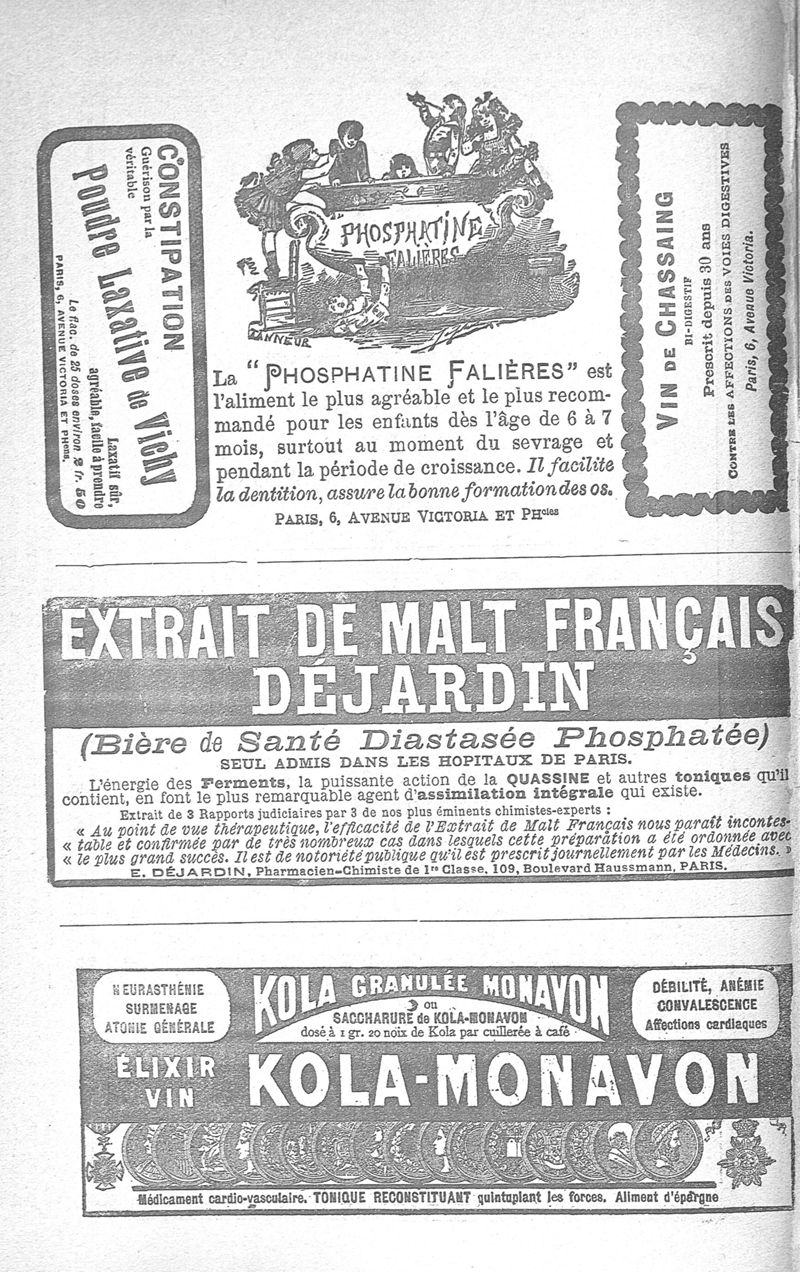 CONSTIPATION
Guérison par la
véritable
Poudre Laxative de Vichy
Laxatif sûr,
agréable, facile à prendre
Le flac. de 25 doses environ 2 fr. 50
PARIS, 6, AVENUE VICTORIA ET PHcies.
PHOSPHATINE
FALIÈRES
TANNEUR
La "PHOSPHATINE FALIÈRES" est
l'aliment le plus agréable et le plus recom-
mandé pour les enfants dès l'âge de 6 à 7
mois, surtout au moment du sevrage et
pendant la période de croissance. Il facilite
la dentition, assure la bonne formation des os.
PARIS, 6, AVENUE VICTORIA ET PHcies
VIN DE CHASSAING
BI-DIGESTIF
Prescrit depuis 30 ans
CONTRE LES AFFECTIONS DES VOIES DIGESTIVES
Paris, 6, Avenue Victoria.
EXTRAIT DE MALT FRANÇAIS
DÉJARDIN
(Bière de Santé Diastasée Phosphatée)
SEUL ADMIS DANS LES HOPITAUX DE PARIS.
L'énergie des Ferments, la puissante action de la QUASSINE et autres toniques qu'il
contient, en font le plus remarquable agent d'assimilation intégrale qui existe.
Extrait de 3 Rapports judiciaires par 3 de nos plus éminents chimistes-experts :
« Au point de vue thérapeutique, l'efficacité de l'Extrait de Malt Français nous paraît incontes-
« table et confirmée par de très nombreux cas dans lesquels cette préparation a été ordonnée avec
« le plus grand succès. Il est de notoriété publique qu'il est prescrit journellement par les Médecins. »
E. DÉJARDIN, Pharmacien-Chimiste de 1re Classe, 109, Boulevard Haussmann, PARIS.
NEURASTHÉNIE
SURMENAGE
ATONIE GÉNÉRALE
KOLA GRANULÉE MONAVON
ou
SACCHARURE de KOLA-MONAVON
dosé à 1 gr. 20 noix de Kola par cuillerée à café
DÉBILITÉ, ANÉMIE
CONVALESCENCE
Affections cardiaques
ÉLIXIR
VIN
KOLA-MONAVON
Médicament cardio-vasculaire. TONIQUE RECONSTITUANT quintuplant les forces. Aliment d'épargne